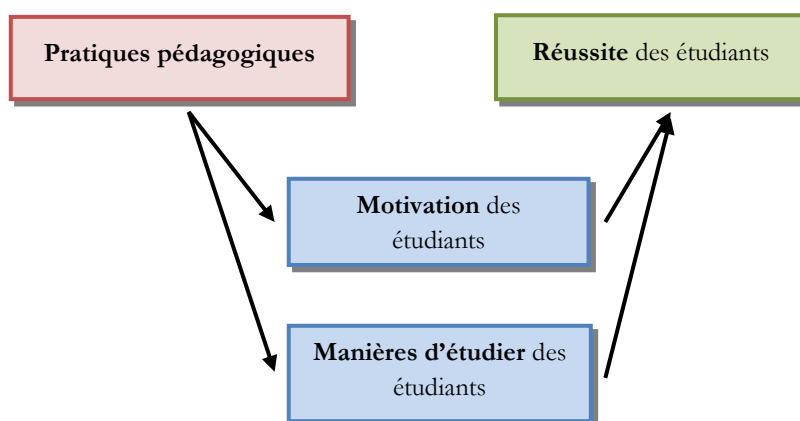 Pratiques pédagogiques
Réussite des étudiants
Motivation des
étudiants
Manières d’étudier des
étudiants